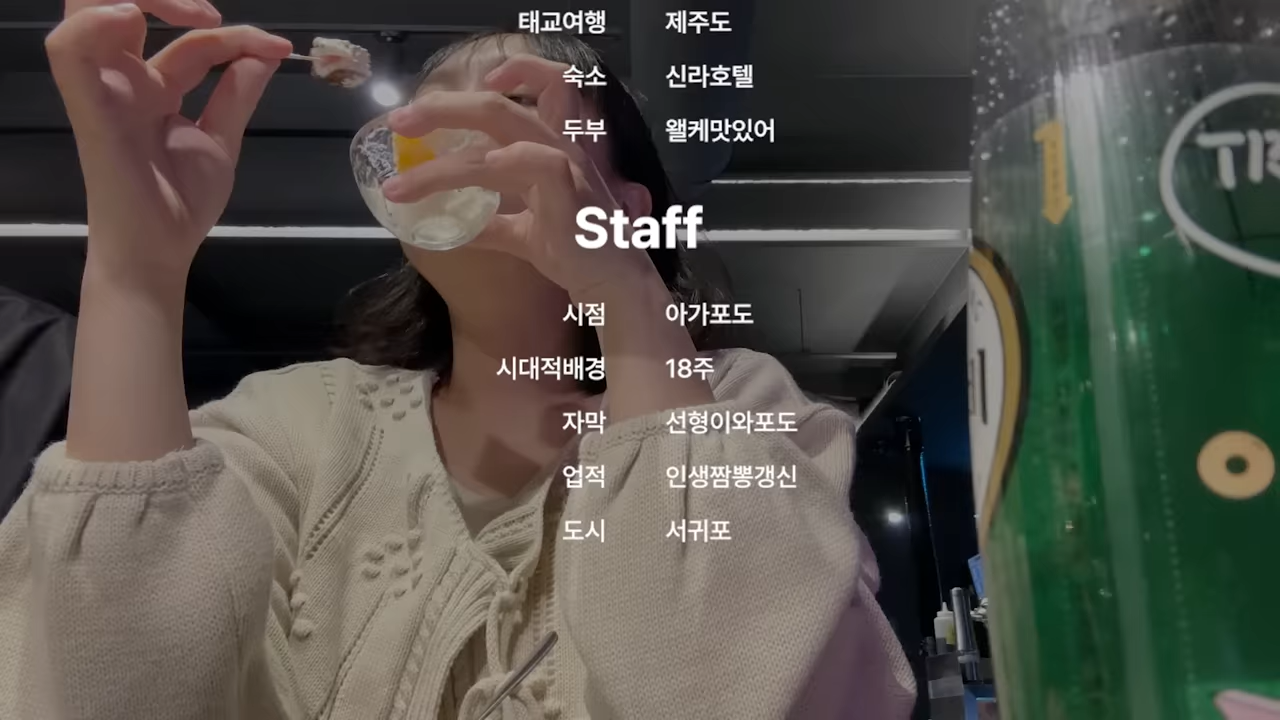 태교여행 제주도
숙소 신라호텔
두부 왤케맛있어
Staff
시점 아가포도
시대적배경 18주
자막 선형이와포도
업적 인생짬뽕갱신
도시 서귀포